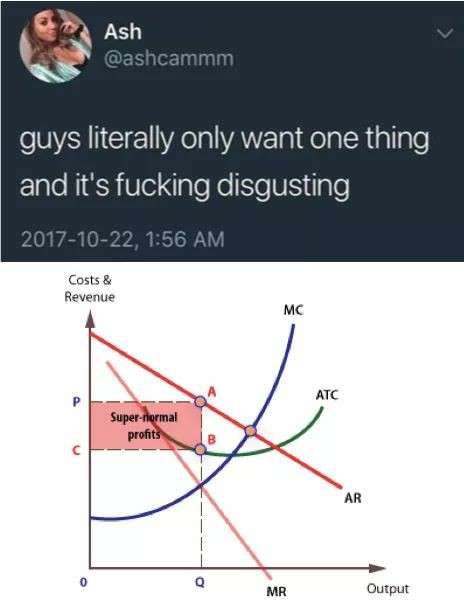 Ash
@ashcammm
guys literally only want one thing
and it's fucking disgusting
2017-10-22, 1:56 AM
Costs &
Revenue
MC
P
A
ATC
Super-normal
profits
C
B
AR
0
Q
MR
Output